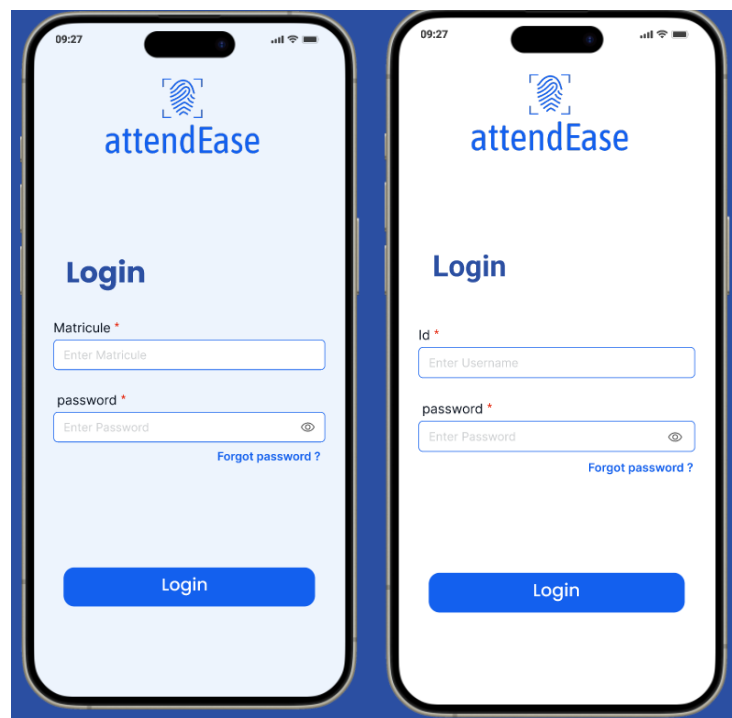 09:27
attendEase
Login
Matricule *
Enter Matricule
password *
Enter Password
Forgot password ?
Login
09:27
attendEase
Login
Id *
Enter Username
password *
Enter Password
Forgot password ?
Login